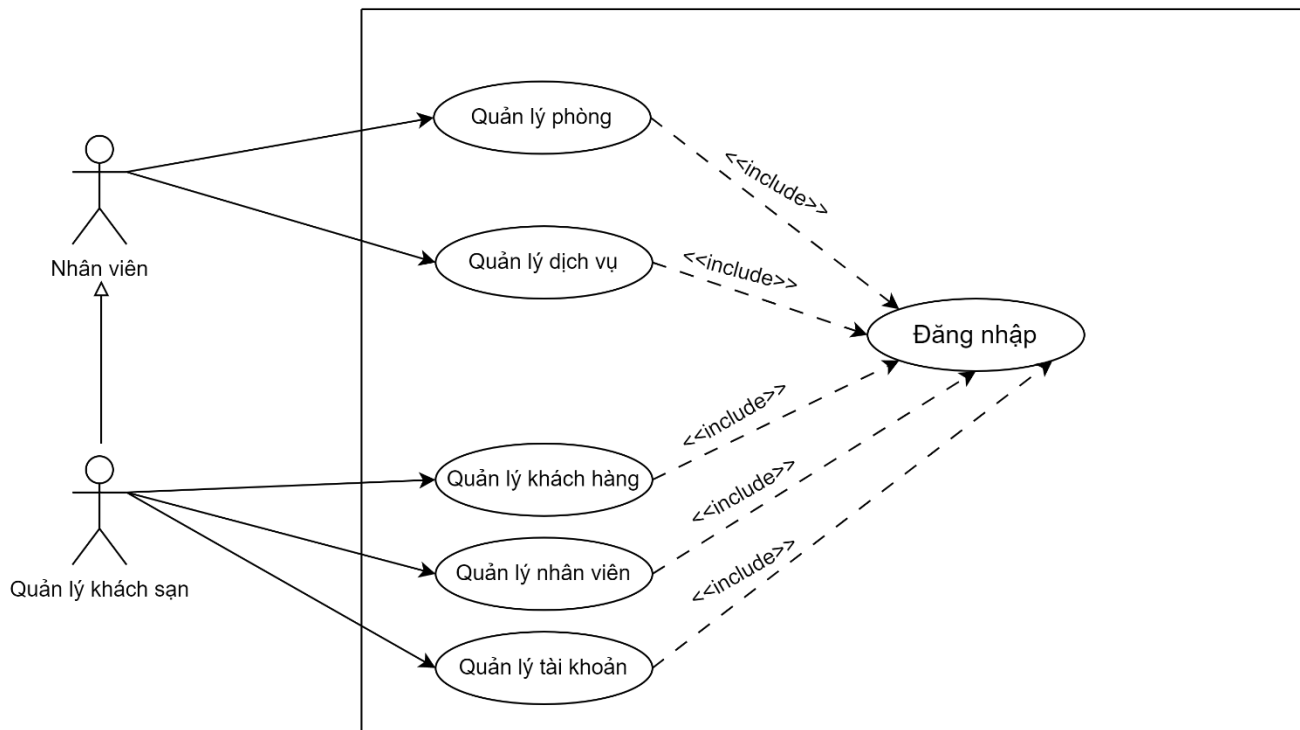 Quản lý phòng
<<include>>
Nhân viên
Quản lý dịch vụ
<<include>>
Đăng nhập
<<include>>
Quản lý khách hàng
<<include>>
Quản lý nhân viên
Quản lý khách sạn
<<include>>
Quản lý tài khoản